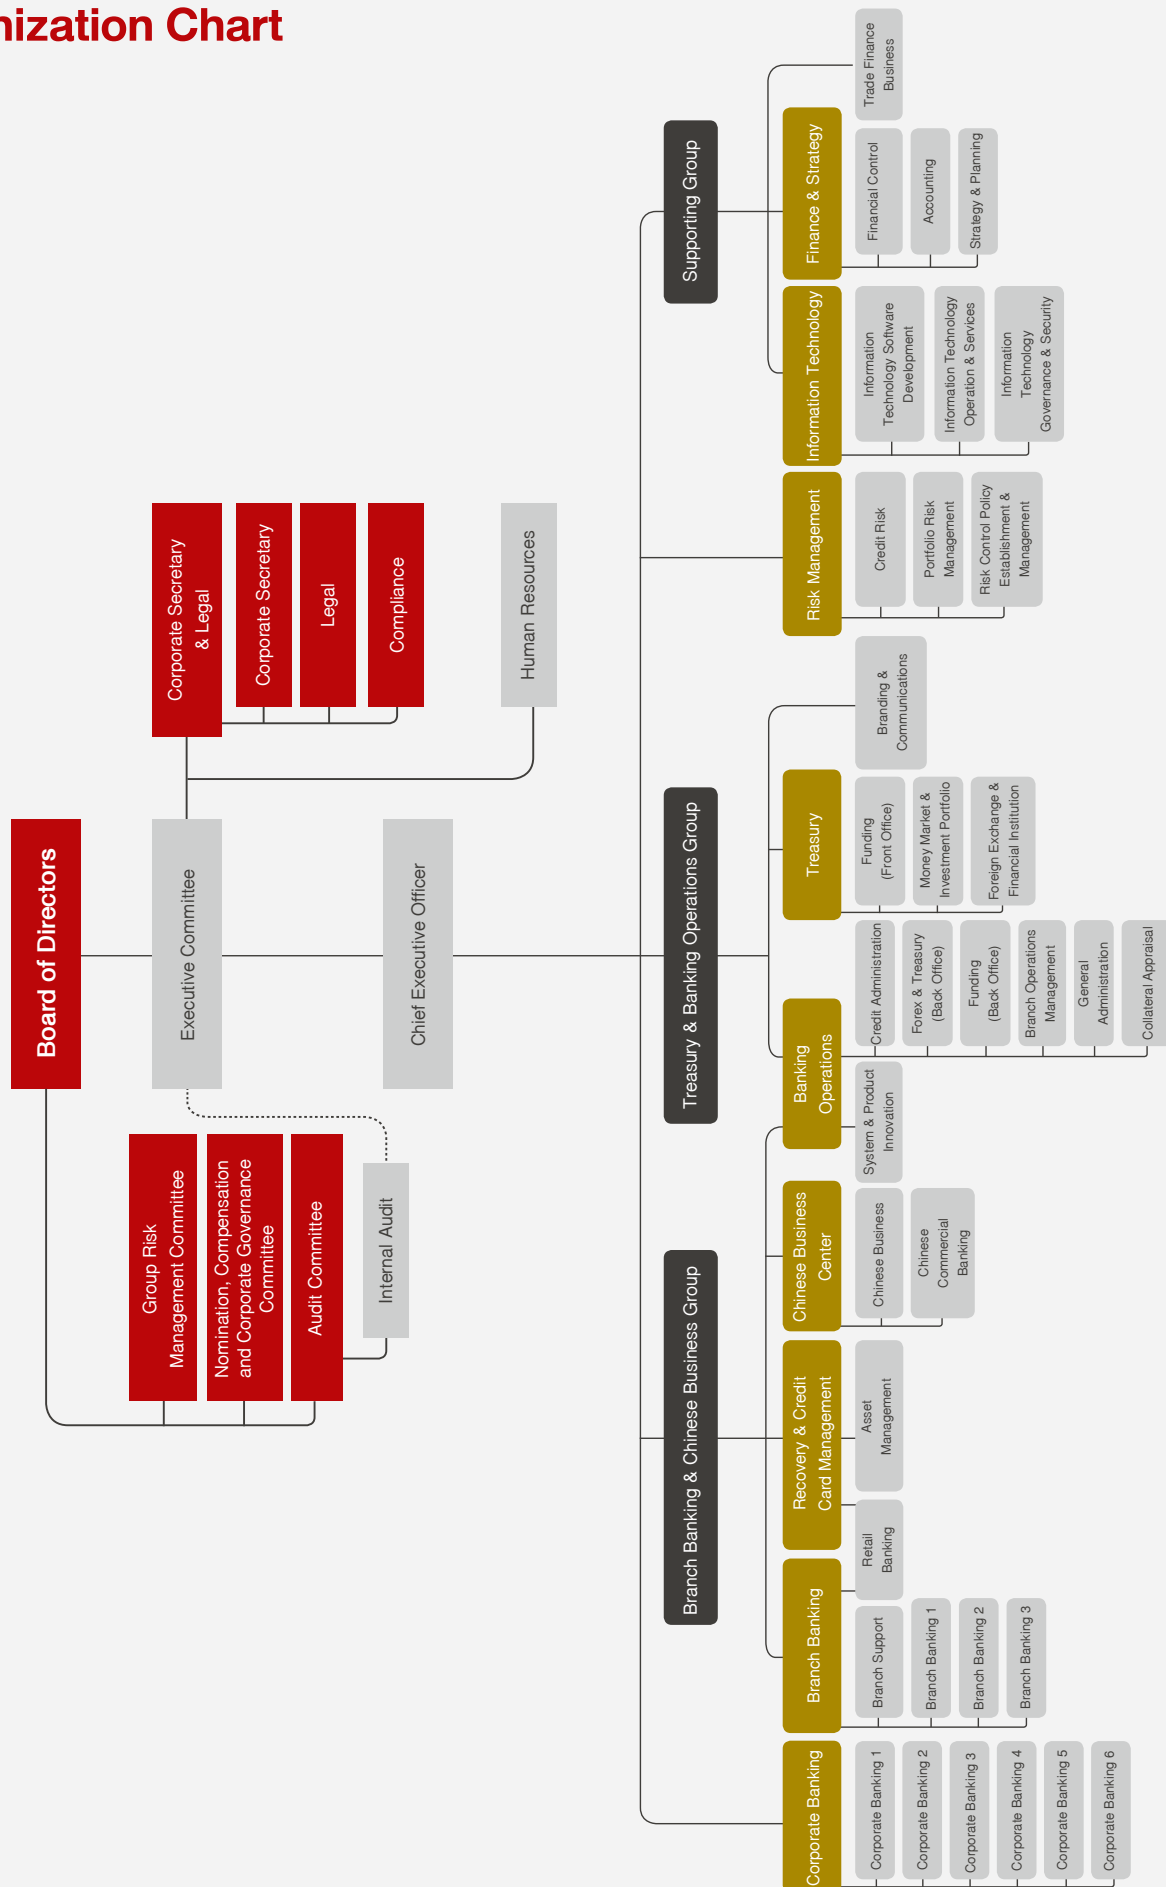 nization Chart
Board of Directors
Executive Committee
Chief Executive Officer
Group Risk
Management Committee
Nomination, Compensation
and Corporate Governance
Committee
Audit Committee
Internal Audit
Corporate Secretary
& Legal
Corporate Secretary
Legal
Compliance
Human Resources
Branch Banking & Chinese Business Group
Treasury & Banking Operations Group
Supporting Group
Corporate Banking
Corporate Banking 1
Corporate Banking 2
Corporate Banking 3
Corporate Banking 4
Corporate Banking 5
Corporate Banking 6
Branch Banking
Branch Support
Branch Banking 1
Branch Banking 2
Branch Banking 3
Retail
Banking
Recovery & Credit
Card Management
Asset
Management
Chinese Business
Center
Chinese Business
Chinese
Commercial
Banking
System & Product
Innovation
Banking
Operations
Credit Administration
Forex & Treasury
(Back Office)
Funding
(Back Office)
Branch Operations
Management
General
Administration
Collateral Appraisal
Treasury
Funding
(Front Office)
Money Market &
Investment Portfolio
Foreign Exchange &
Financial Institution
Branding &
Communications
Risk Management
Credit Risk
Portfolio Risk
Management
Risk Control Policy
Establishment &
Management
Information Technology
Information
Technology Software
Development
Information Technology
Operation & Services
Information
Technology
Governance & Security
Finance & Strategy
Financial Control
Accounting
Strategy & Planning
Trade Finance
Business